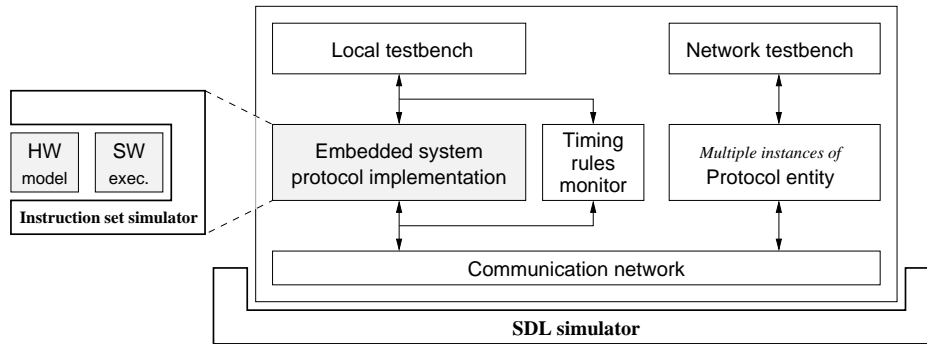 Local testbench
Network testbench
HW
model
SW
exec.
Instruction set simulator
Embedded system
protocol implementation
Timing
rules
monitor
Multiple instances of
Protocol entity
Communication network
SDL simulator